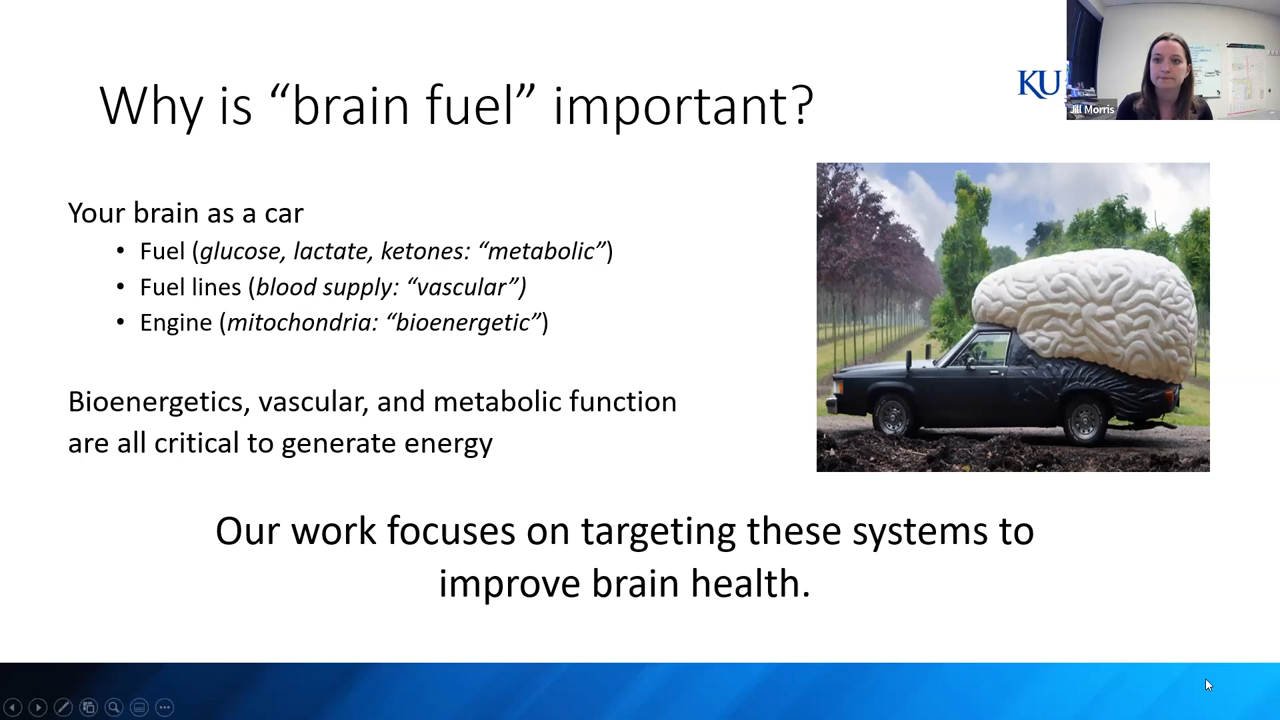 Why is “brain fuel” important?
KU
Jill Morris
Your brain as a car
• Fuel (glucose, lactate, ketones: “metabolic”)
• Fuel lines (blood supply: “vascular”)
• Engine (mitochondria: “bioenergetic”)
Bioenergetics, vascular, and metabolic function
are all critical to generate energy
Our work focuses on targeting these systems to
improve brain health.